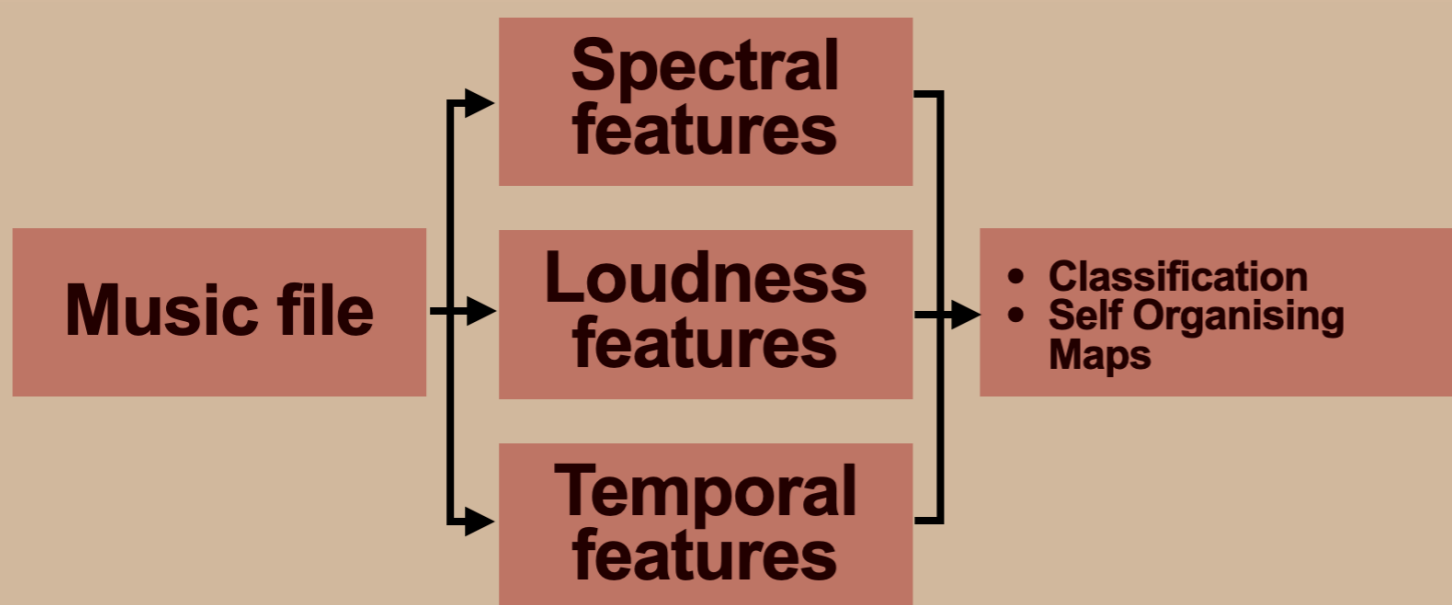 Spectral
features
Music file
Loudness
features
Temporal
features
• Classification
• Self Organising
Maps